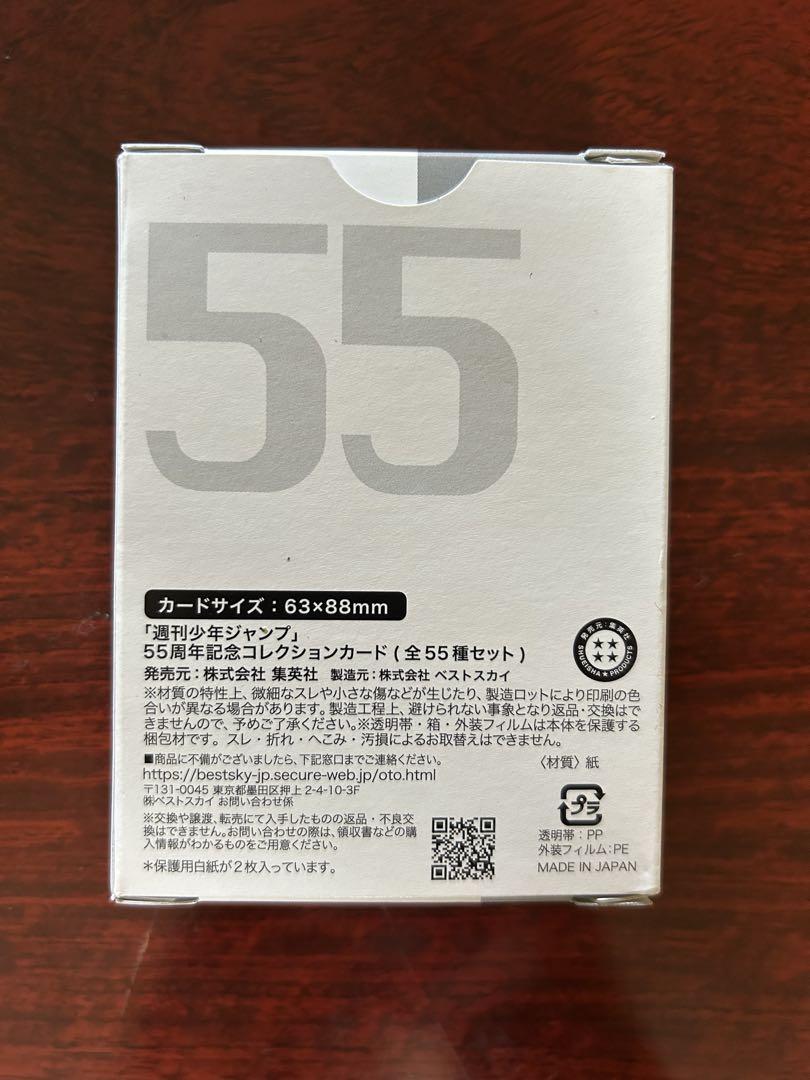 55
カードサイズ：63×88mm
「週刊少年ジャンプ」
55周年記念コレクションカード(全55種セット)
発売元：株式会社 集英社 製造元：株式会社 ベストスカイ
※材質の特性上、微細なスレや小さな傷などが生じたり、製造ロットにより印刷の色
合いが異なる場合があります。製造工程上、避けられない事象となり返品・交換はで
きませんので、予めご了承ください。※透明帯・箱・外装フィルムは本体を保護する
梱包材です。スレ・折れ・へこみ・汚損によるお取替えはできません。
■商品に不備がございましたら、下記窓口までご連絡ください。
https://bestsky-jp.secure-web.jp/oto.html
〒131-0045 東京都墨田区押上 2-4-10-3F
㈱ベストスカイ お問い合わせ係
※交換や譲渡、転売にて入手したものの返品・不良交
換はできません。お問い合わせの際は、領収書などの購
入情報がわかるものをご用意ください。
＊保護用白紙が2枚入っています。
発売元：集英社
SHUEISHA★PRODUCTS
〈材質〉紙
プラ
透明帯：PP
外装フィルム：PE
MADE IN JAPAN